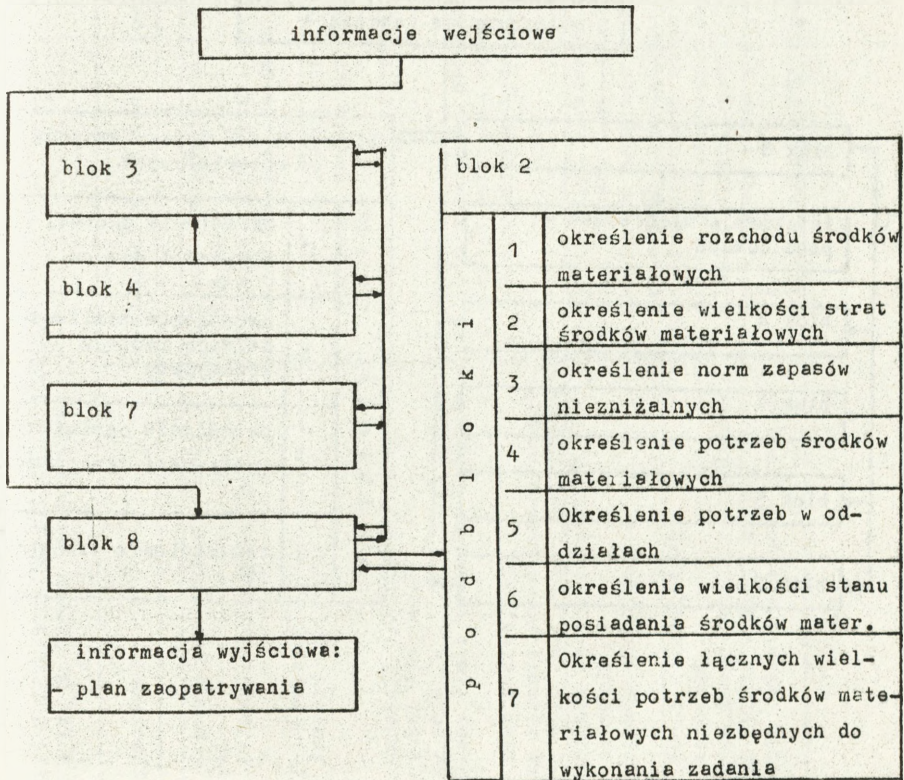 informacje wejściowe
blok 3
blok 4
blok 7
blok 8
informacja wyjściowa:
- plan zaopatrywania
blok 2
podbloki
1 określenie rozchodu środków
materiałowych
2 określenie wielkości strat
środków materiałowych
3 określenie norm zapasów
niezniżalnych
4 określenie potrzeb środków
materiałowych
5 Określenie potrzeb w od-
działach
6 określenie wielkości stanu
posiadania środków mater.
7 Określenie łącznych wiel-
kości potrzeb środków mate-
riałowych niezbędnych do
wykonania zadania